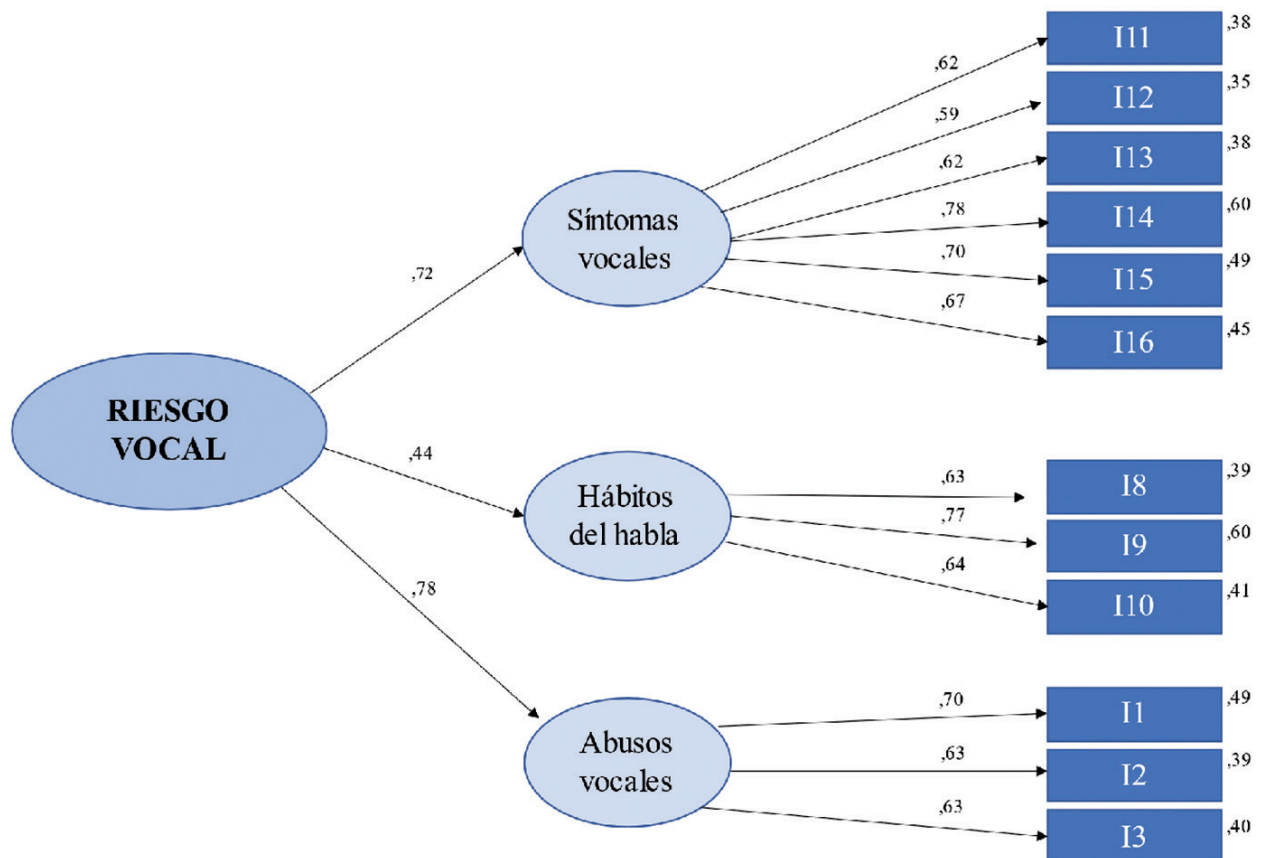 I11
,38
,62
I12
,35
,59
I13
,38
,62
Síntomas
vocales
I14
,60
,78
I15
,49
,70
I16
,45
,67
,72
RIESGO
VOCAL
,44
Hábitos
del habla
,63
I8
,39
,77
I9
,60
,64
I10
,41
,78
Abusos
vocales
,70
I1
,49
,63
I2
,39
,63
I3
,40